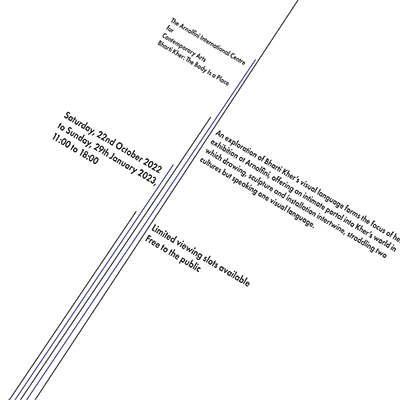 The Arnollini International Centre
for
Contemporary Arts
Bharti Kher: The Body Is a Place
Saturday, 22nd October 2022
to Sunday, 29th January 2023,
11:00 to 18:00
An exploration of Bharti Kher's visual language forms the focus of he
exhibition at Arnollini, offering an intimate portal into Kher's world in
which drawing, sculpture and installation intertwine, straddling two
cultures but speaking one visual language.
Limited viewing slots available
Free to the public